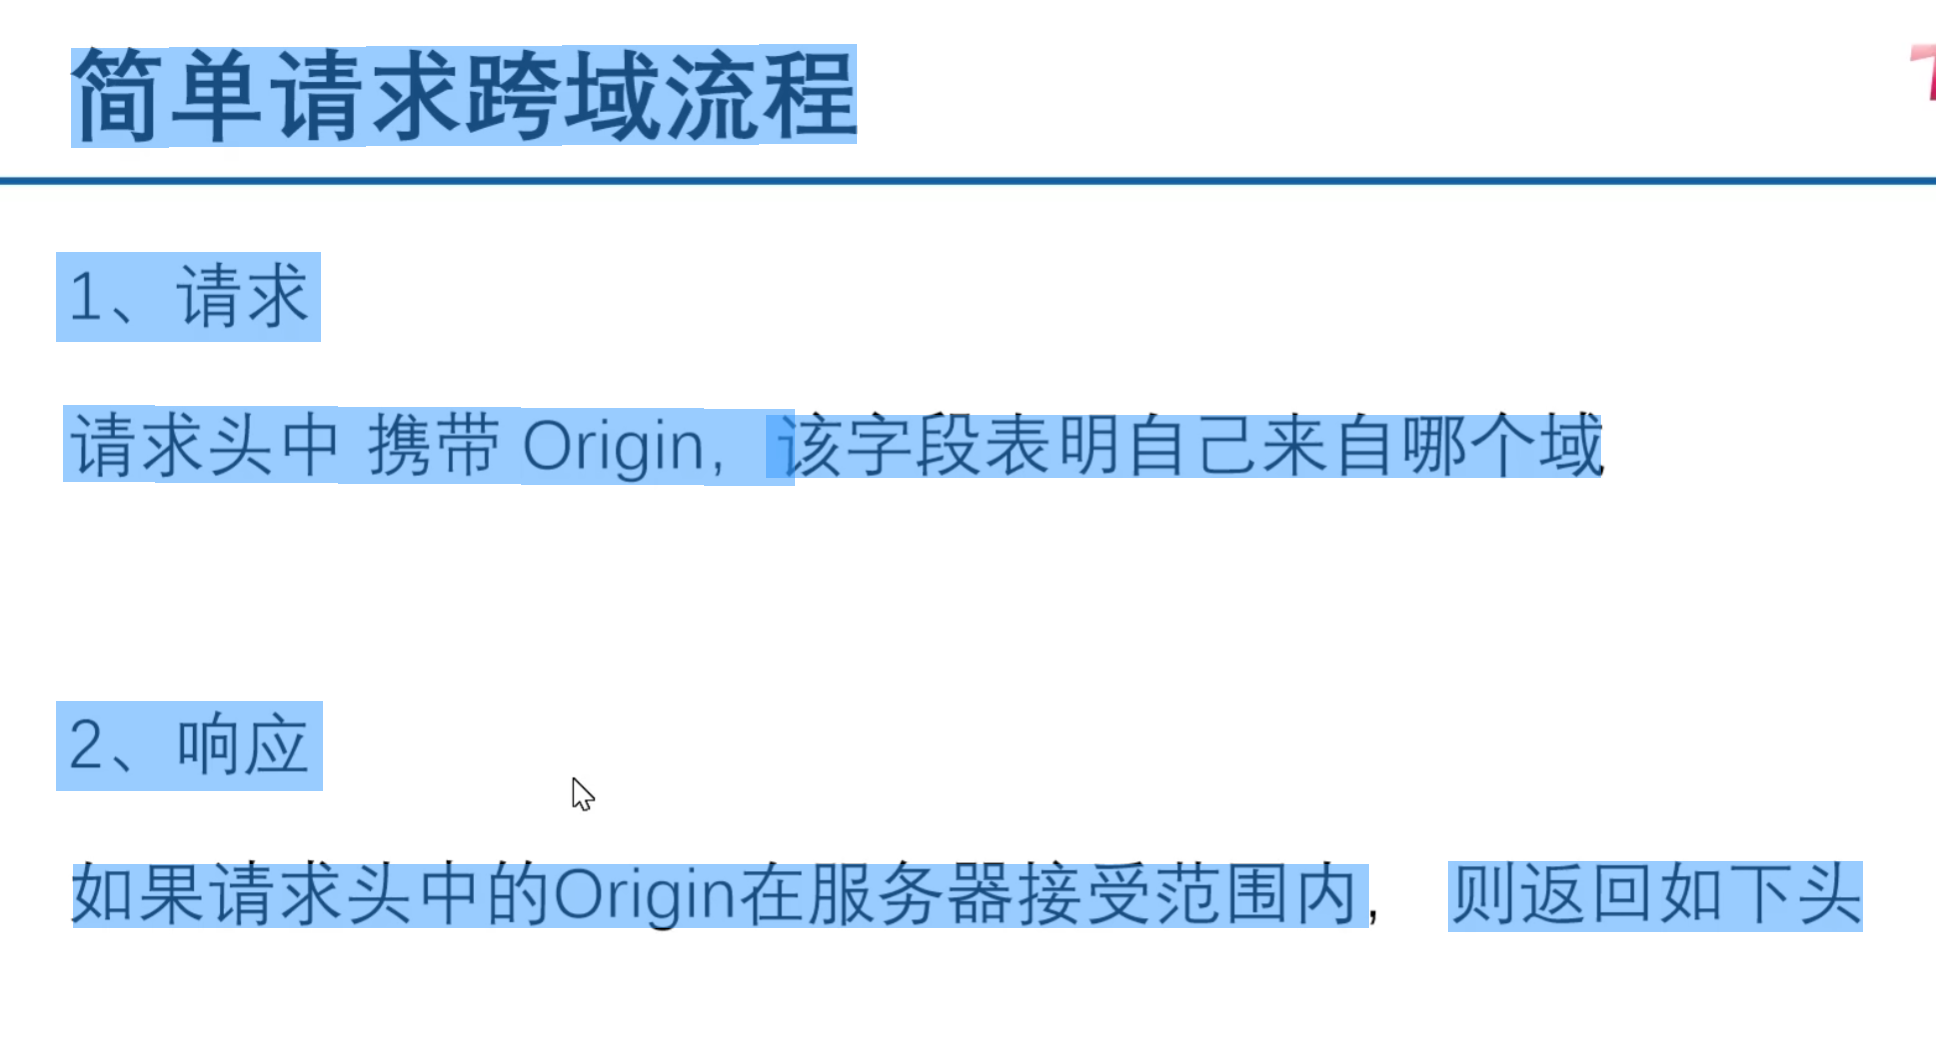 简单请求跨域流程
1、请求
请求头中 携带 Origin, 该字段表明自己来自哪个域
2、响应
如果请求头中的Origin在服务器接受范围内, 则返回如下头